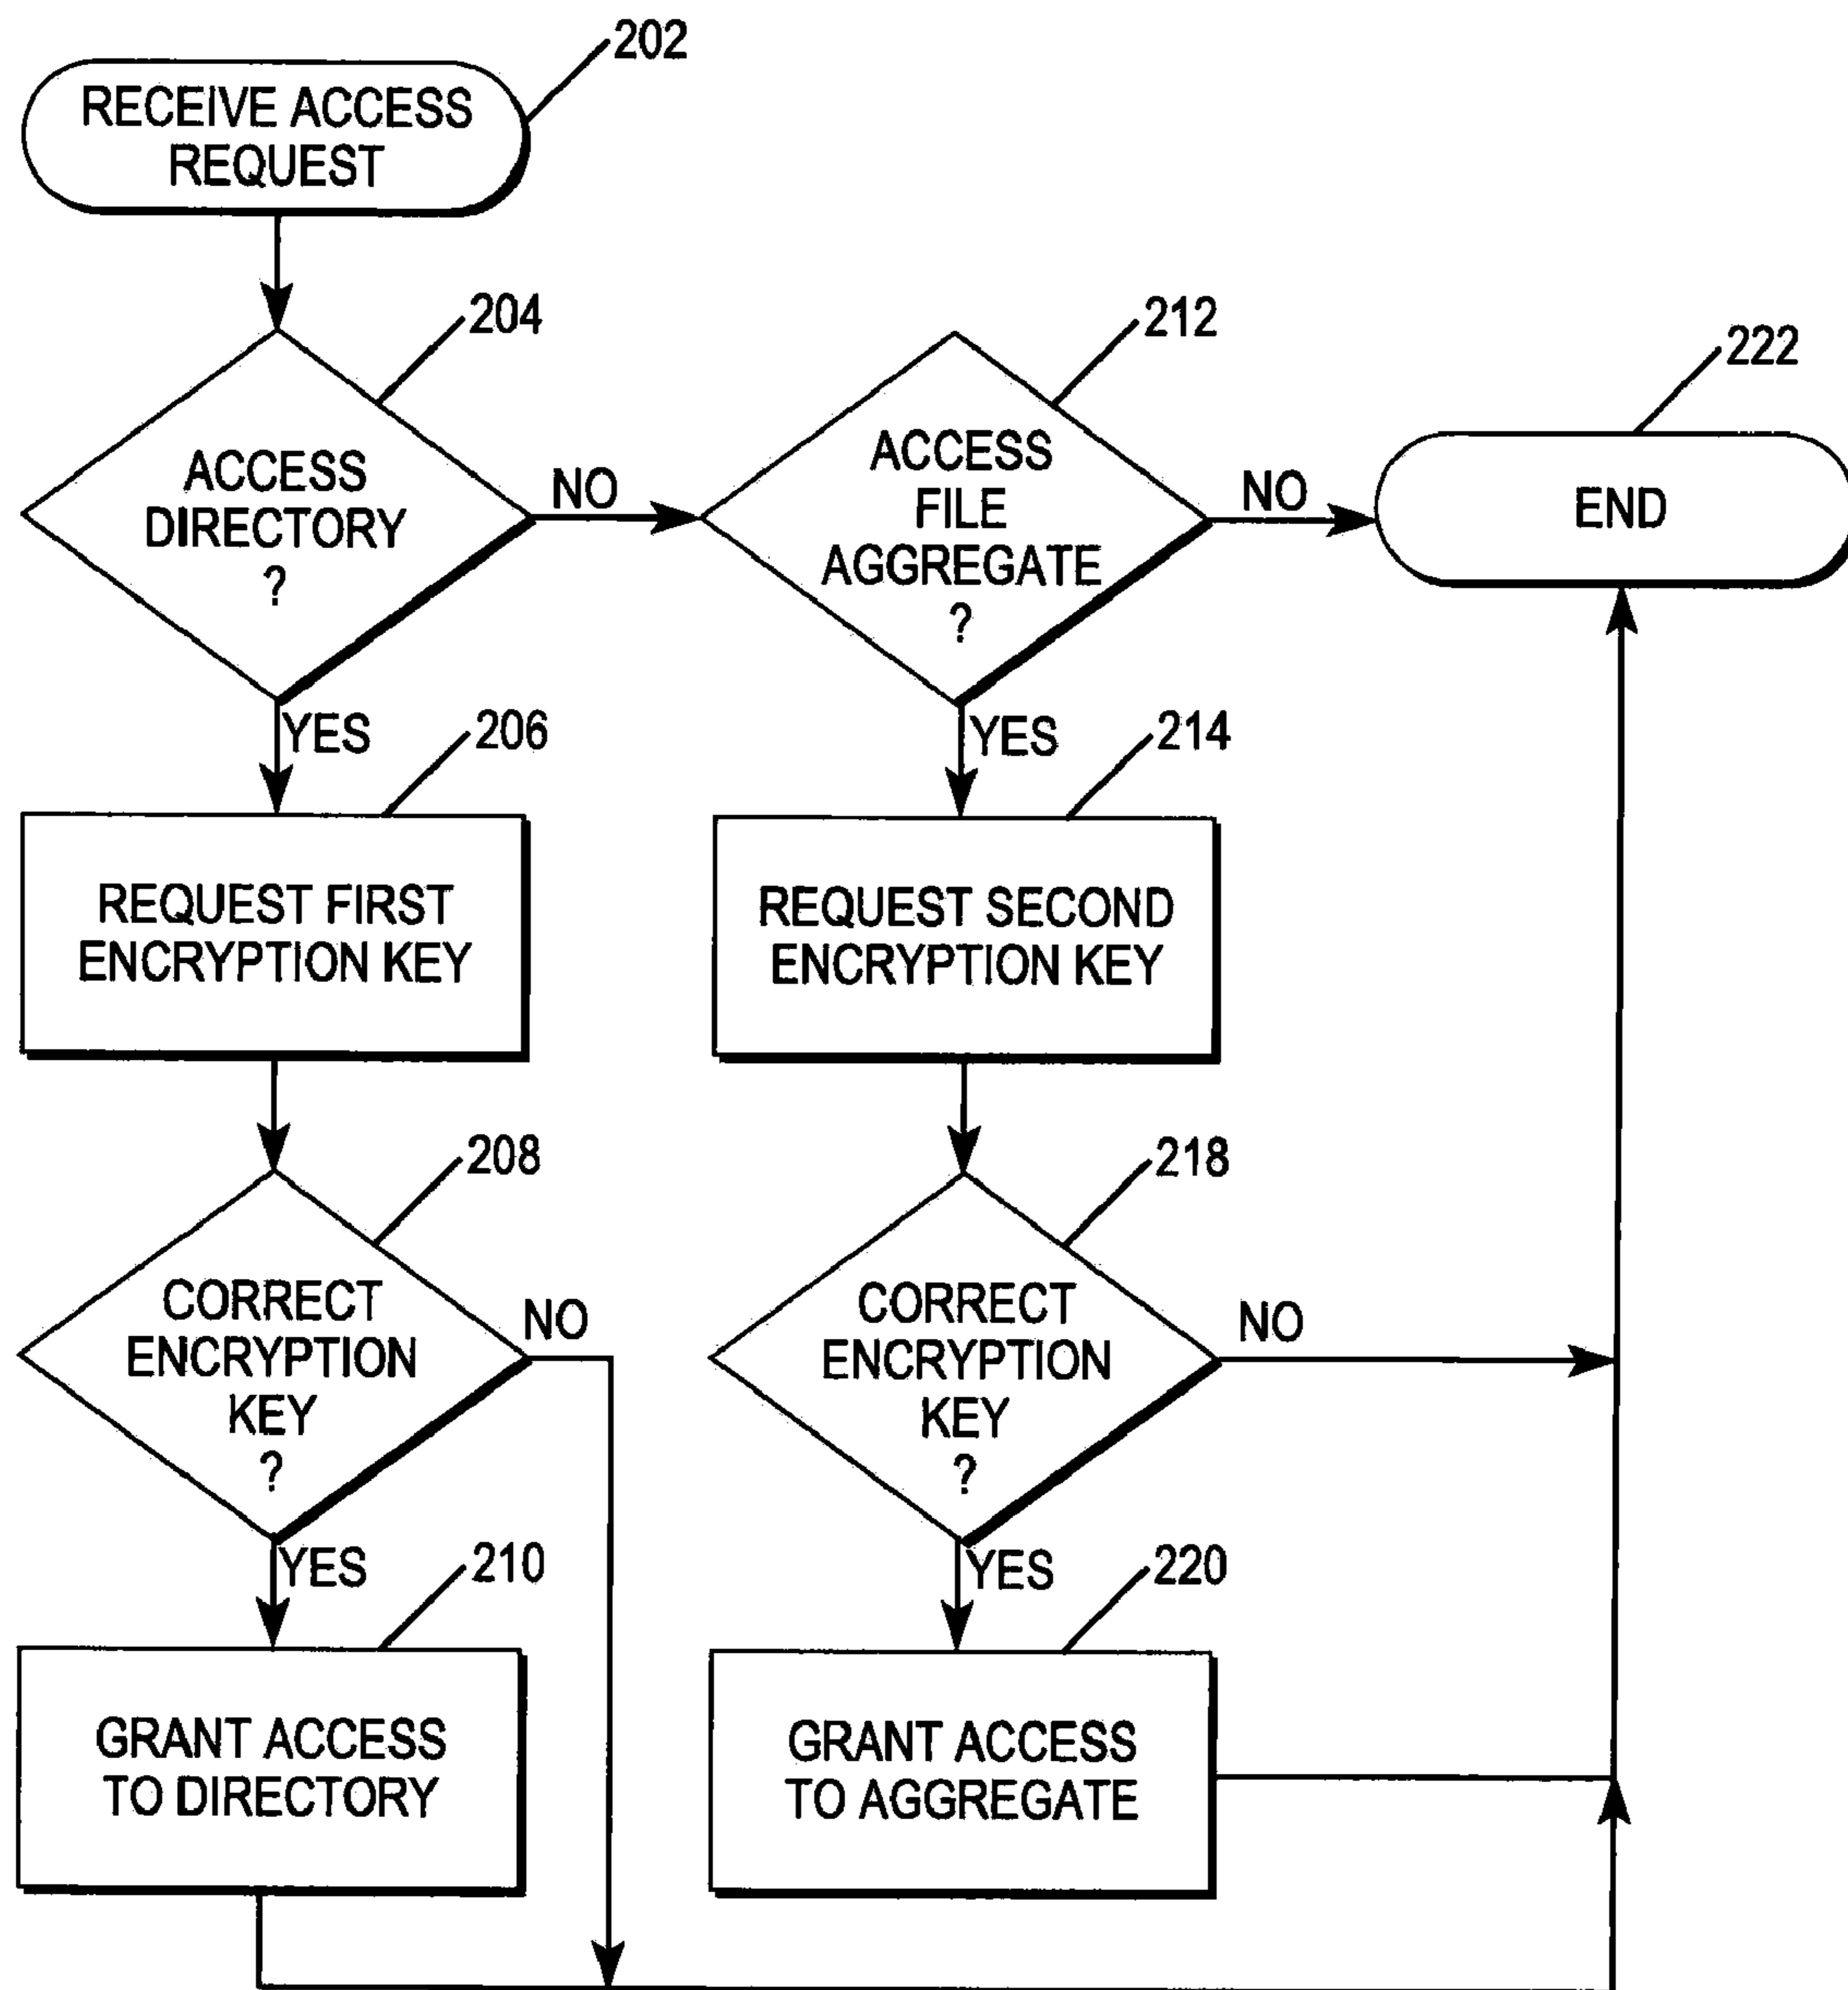 202
RECEIVE ACCESS
REQUEST
204
ACCESS
DIRECTORY
?
NO
212
ACCESS
FILE
AGGREGATE
?
NO
222
END
YES
206
REQUEST FIRST
ENCRYPTION KEY
YES
214
REQUEST SECOND
ENCRYPTION KEY
208
CORRECT
ENCRYPTION
KEY
?
NO
218
CORRECT
ENCRYPTION
KEY
?
NO
YES
210
GRANT ACCESS
TO DIRECTORY
YES
220
GRANT ACCESS
TO AGGREGATE